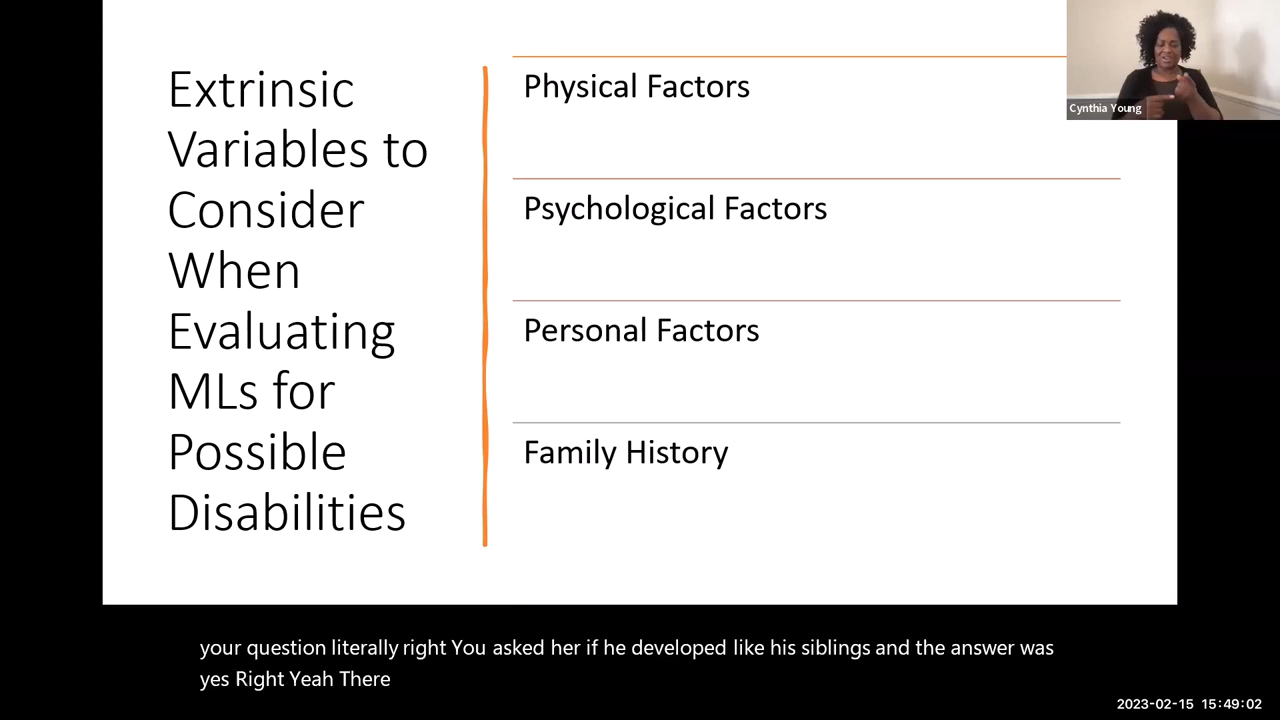 Extrinsic
Variables to
Consider
When
Evaluating
MLs for
Possible
Disabilities
Physical Factors
Psychological Factors
Personal Factors
Family History
Cynthia Young
your question literally right You asked her if he developed like his siblings and the answer was
yes Right Yeah There
2023-02-15 15:49:02